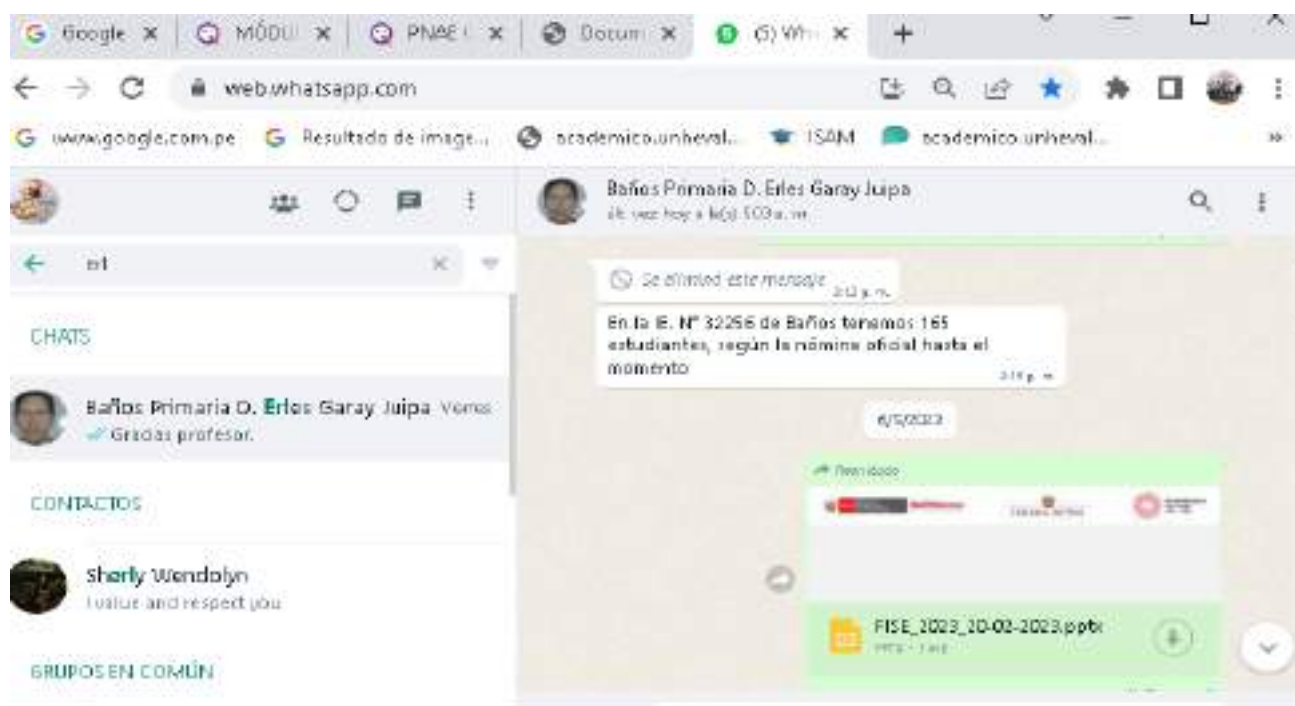 Google
MÓDU
PNAE
Docum
(5) Wh
web.whatsapp.com
www.google.com.pe
Resultado de image...
academico.unheval...
ISAM
academico.unheval...
Baños Primaria D. Erles Garay Juipa
erl
Se eliminó este mensaje
En la IE. N° 32256 de Baños tenemos 165
estudiantes, según la nómina oficial hasta el
momento
CHATS
Baños Primaria D. Erles Garay Juipa
Gracias profesor.
6/5/2023
Reenviado
CONTACTOS
Sherly Wendolyn
I value and respect you
FISE_2023_20-02-2023.pptx
GRUPOS EN COMÚN